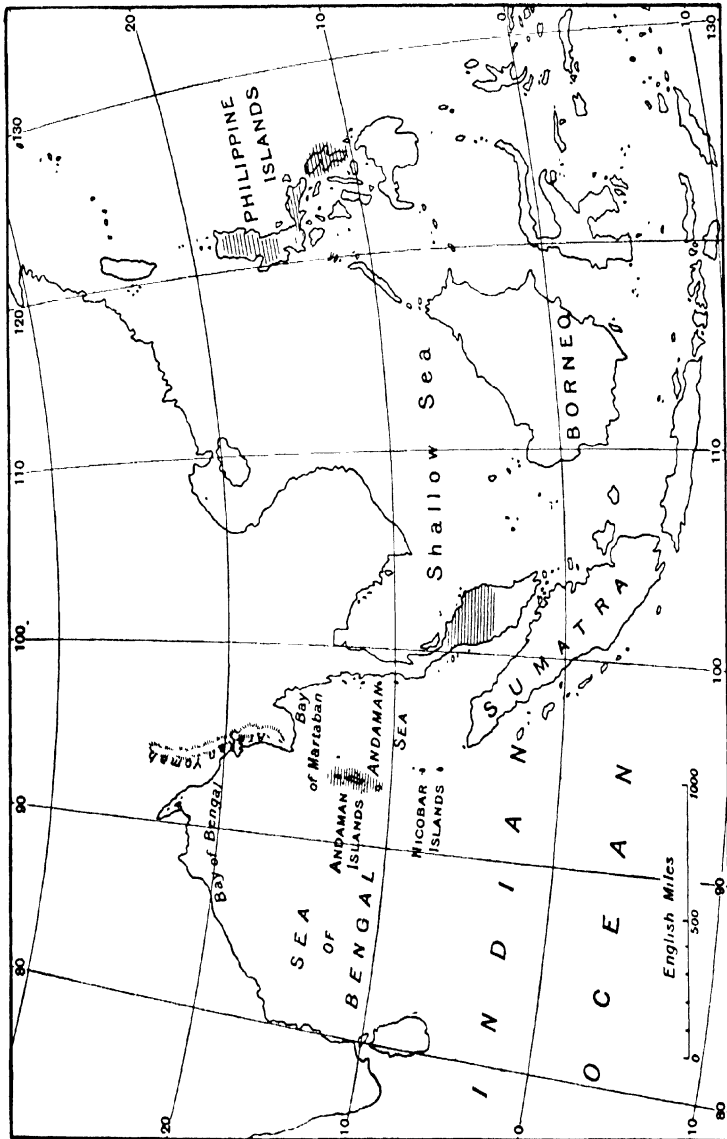 80
90
100
110
120
130
20
20
PHILIPPINE
ISLANDS
YOMAH
Bay of Bengal
Bay
of Martaban
10
10
ANDAMAN
ISLANDS
ANDAMAN
SEA
SEA
OF
BENGAL
NICOBAR
ISLANDS
Shallow Sea
0
0
INDIAN
OCEAN
SUMATRA
BORNEO
English Miles
0
500
1000
10
80
90
100
110
130